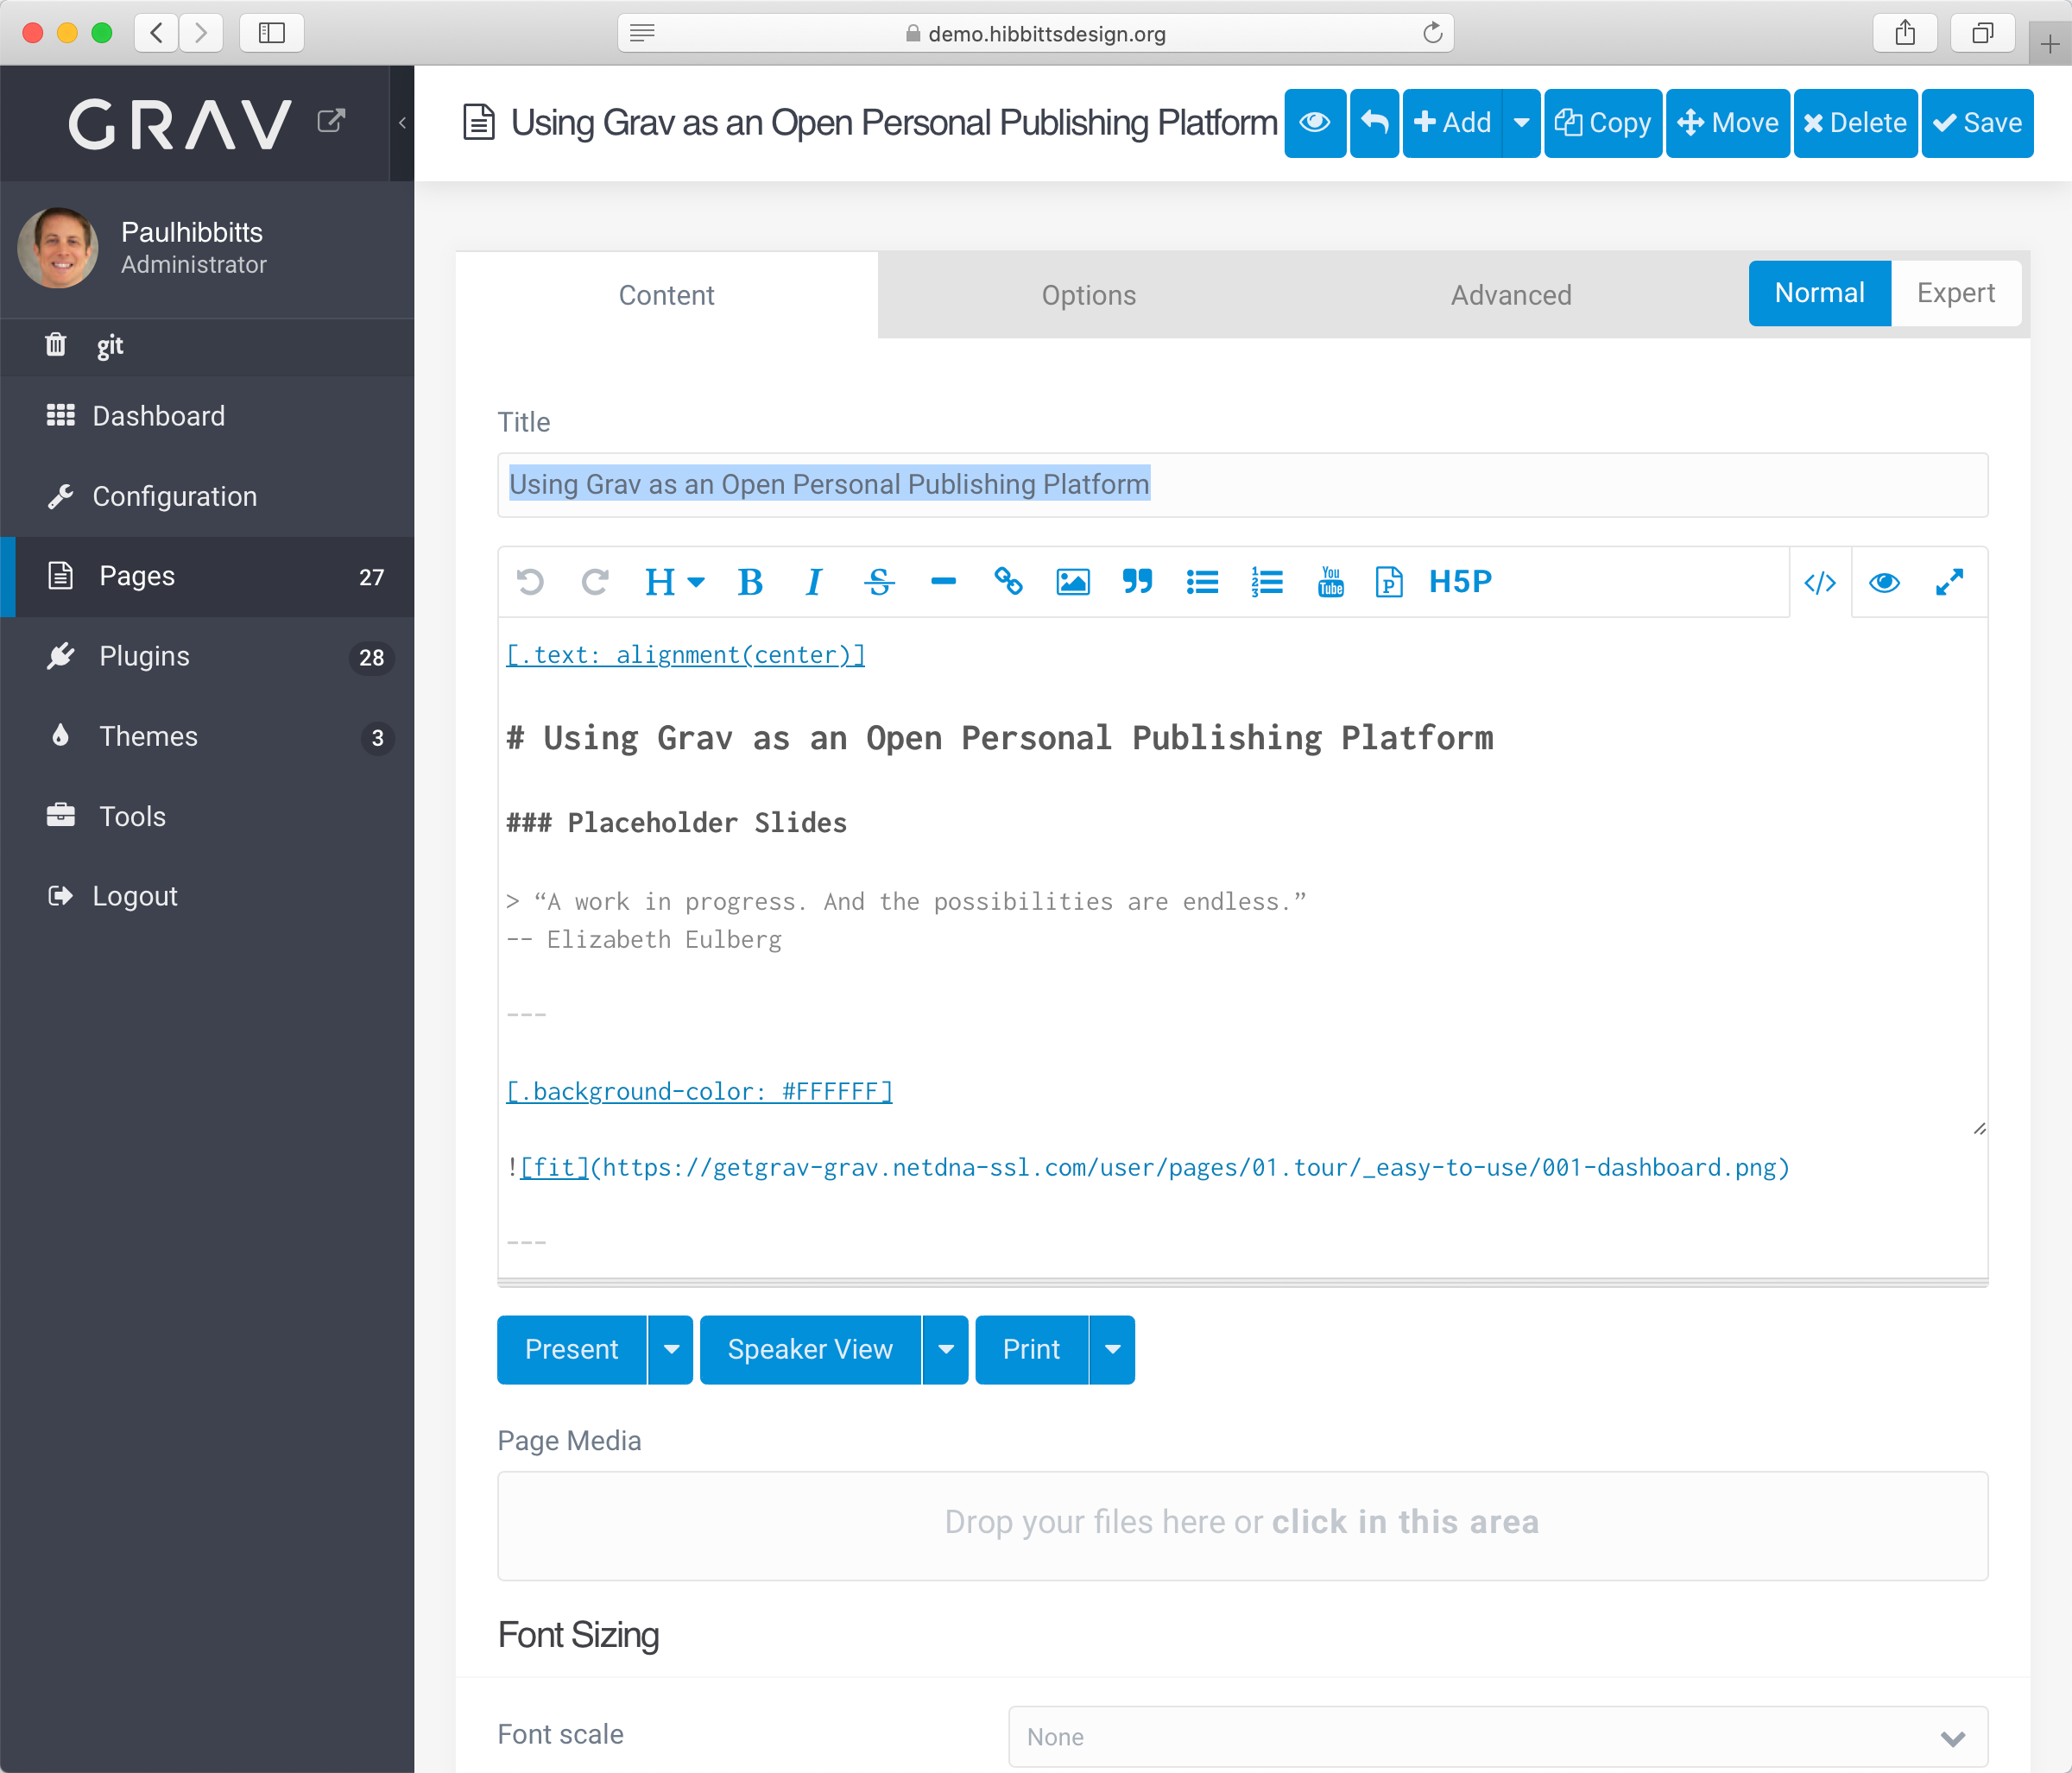 demo.hibbittsdesign.org
GRAV
Using Grav as an Open Personal Publishing Platform
Add
Copy
Move
Delete
Save
Paulhibbitts
Administrator
git
Dashboard
Configuration
Pages 27
Plugins 28
Themes 3
Tools
Logout
Content Options Advanced Normal Expert
Title
Using Grav as an Open Personal Publishing Platform
H B I S You Tube P H5P </>
[.text: alignment(center)]
# Using Grav as an Open Personal Publishing Platform
### Placeholder Slides
> “A work in progress. And the possibilities are endless.”
-- Elizabeth Eulberg
---
[.background-color: #FFFFFF]
![fit](https://getgrav-grav.netdna-ssl.com/user/pages/01.tour/_easy-to-use/001-dashboard.png)
---
Present Speaker View Print
Page Media
Drop your files here or click in this area
Font Sizing
Font scale None